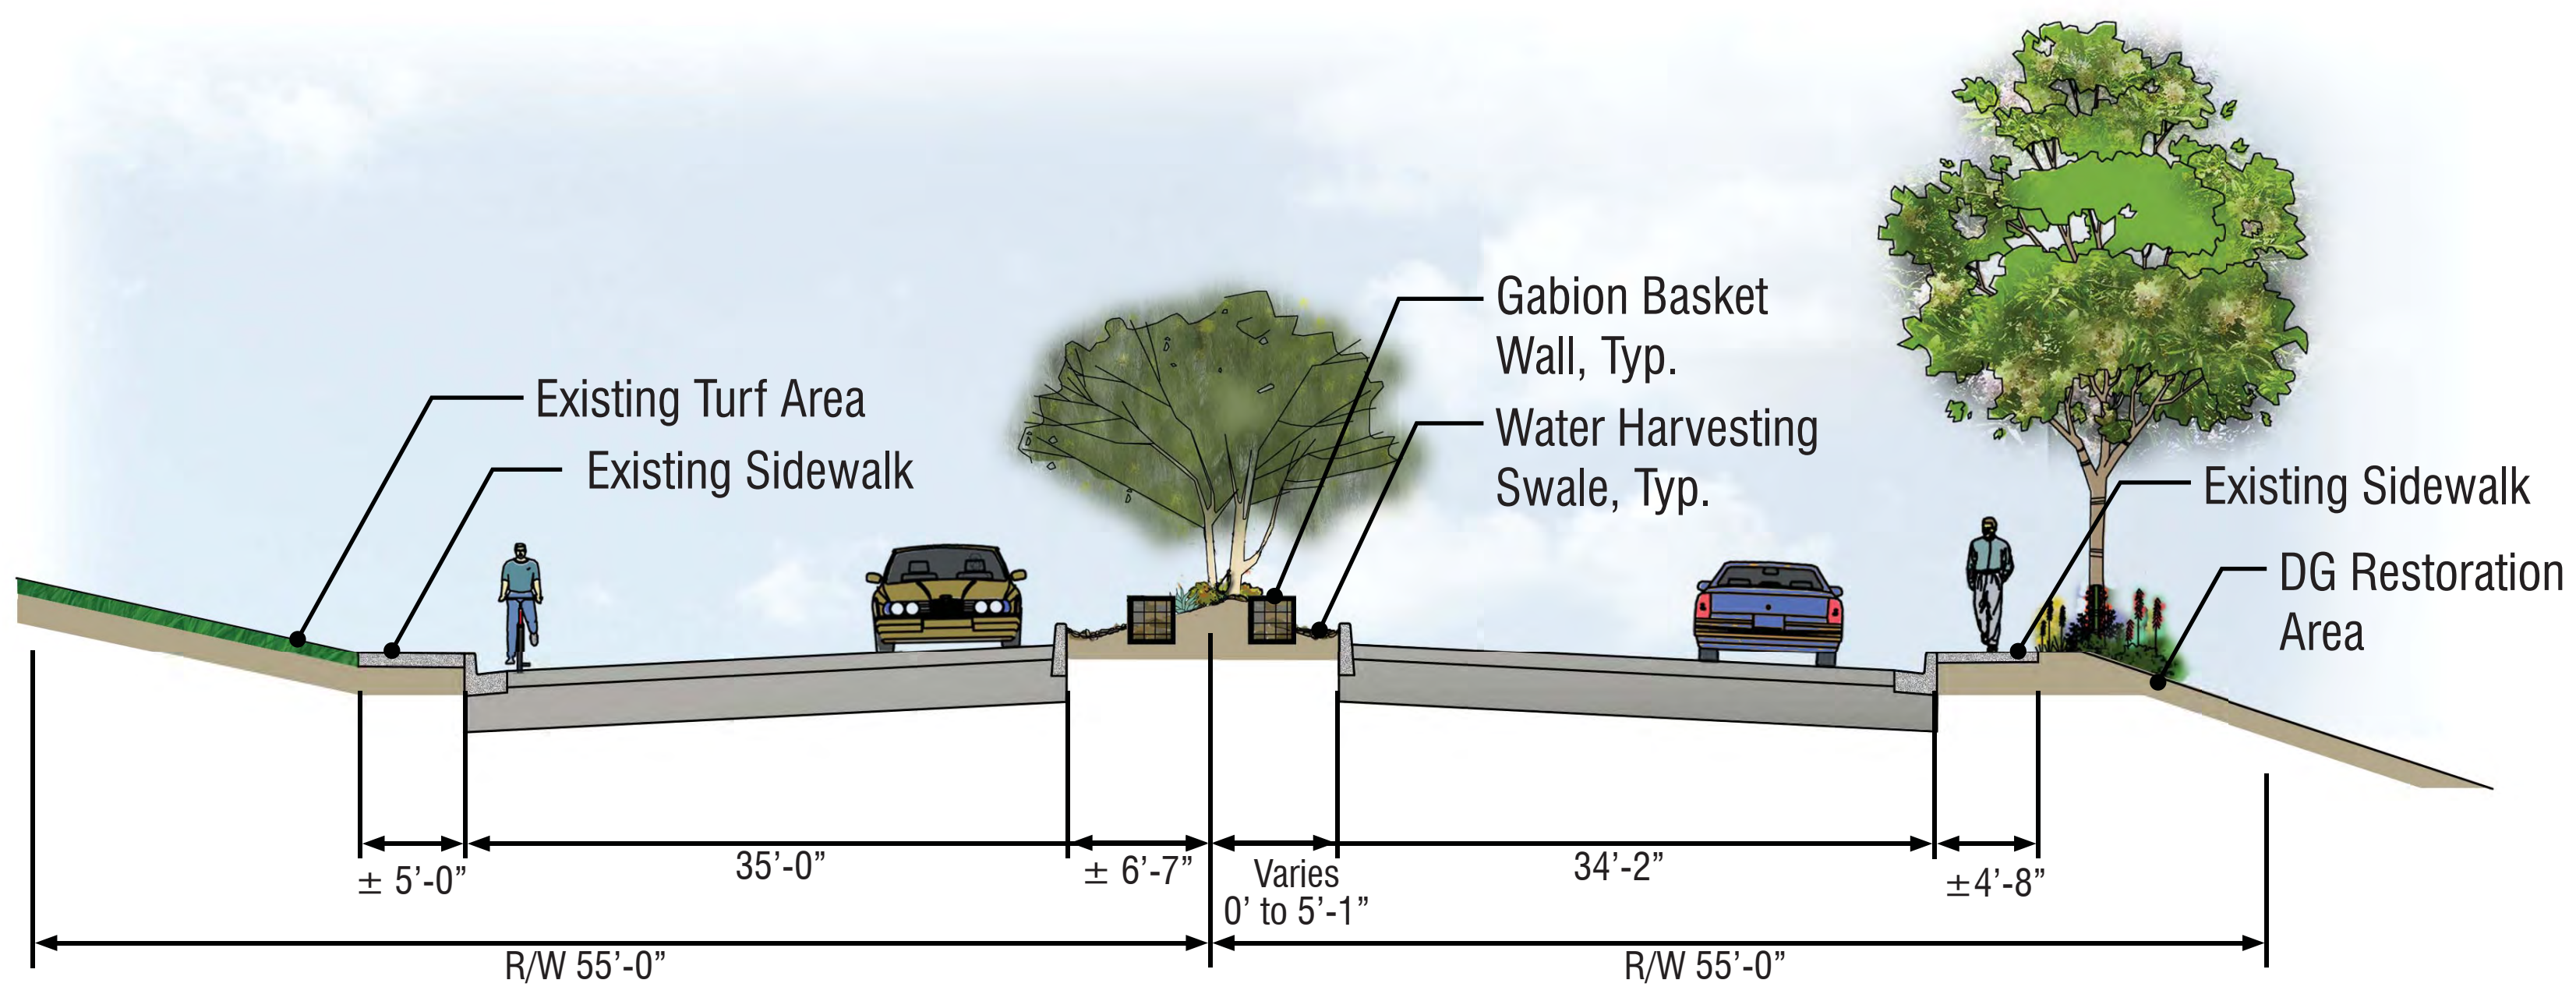 Gabion Basket
Wall, Typ.
Existing Turf Area
Water Harvesting
Swale, Typ.
Existing Sidewalk
Existing Sidewalk
DG Restoration
Area
± 5’-0”
35’-0”
± 6’-7”
Varies
0’ to 5’-1”
34’-2”
±4’-8”
R/W 55’-0”
R/W 55’-0”